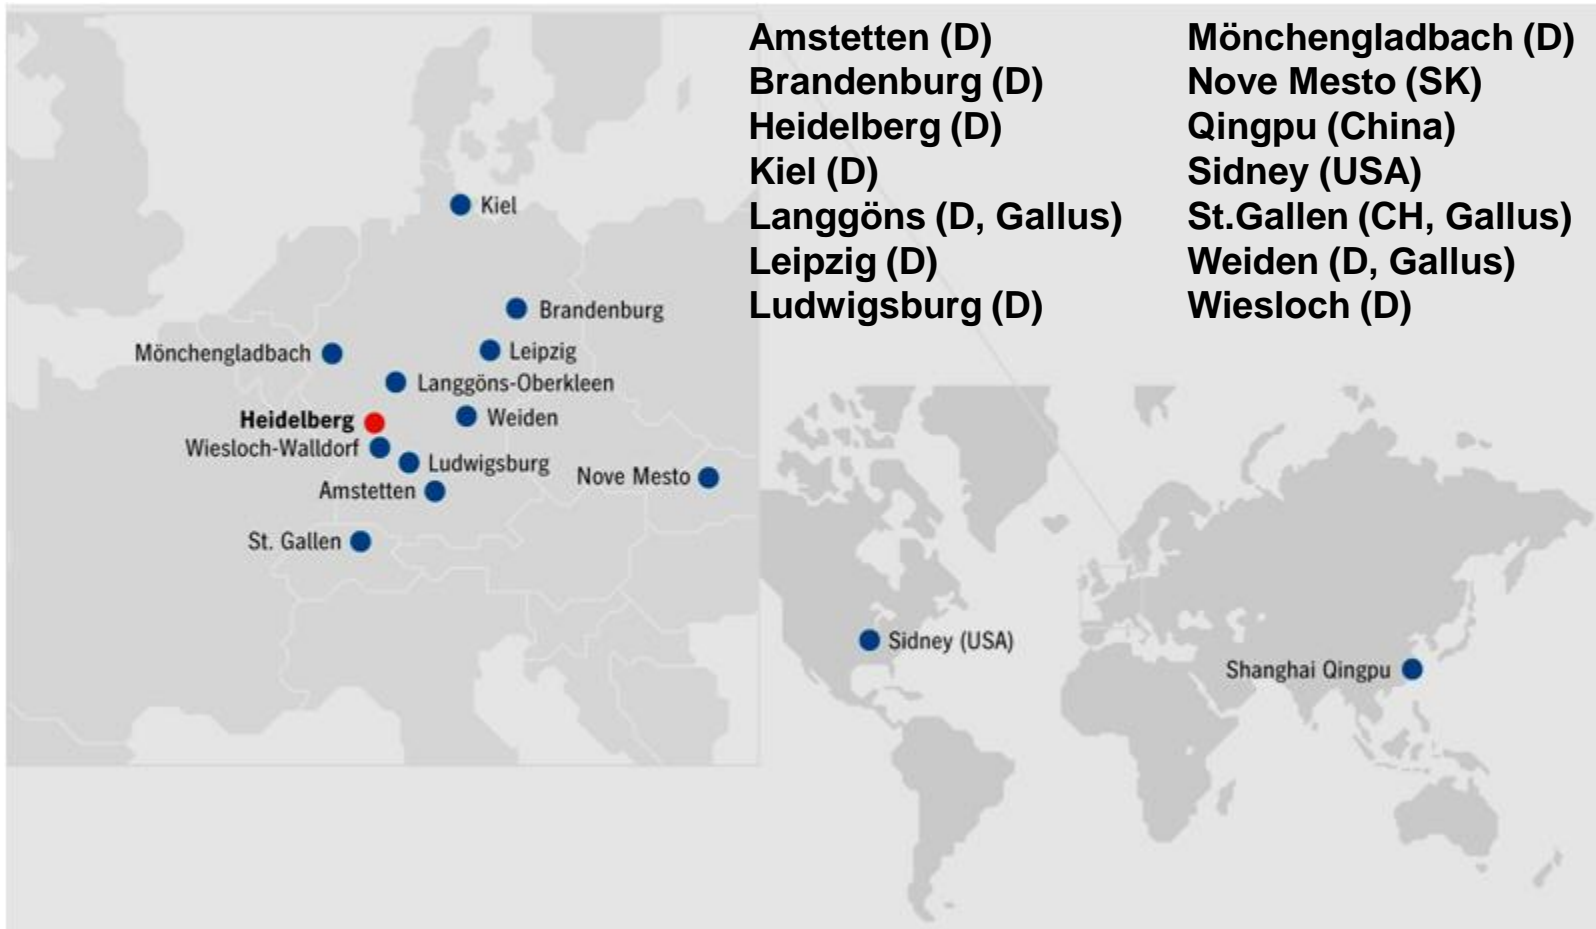 Amstetten (D)
Brandenburg (D)
Heidelberg (D)
Kiel (D)
Langgöns (D, Gallus)
Leipzig (D)
Ludwigsburg (D)
Mönchengladbach (D)
Nove Mesto (SK)
Qingpu (China)
Sidney (USA)
St.Gallen (CH, Gallus)
Weiden (D, Gallus)
Wiesloch (D)
Kiel
Brandenburg
Mönchengladbach
Leipzig
Langgöns-Oberkleen
Heidelberg
Weiden
Wiesloch-Walldorf
Ludwigsburg
Nove Mesto
Amstetten
St. Gallen
Sidney (USA)
Shanghai Qingpu